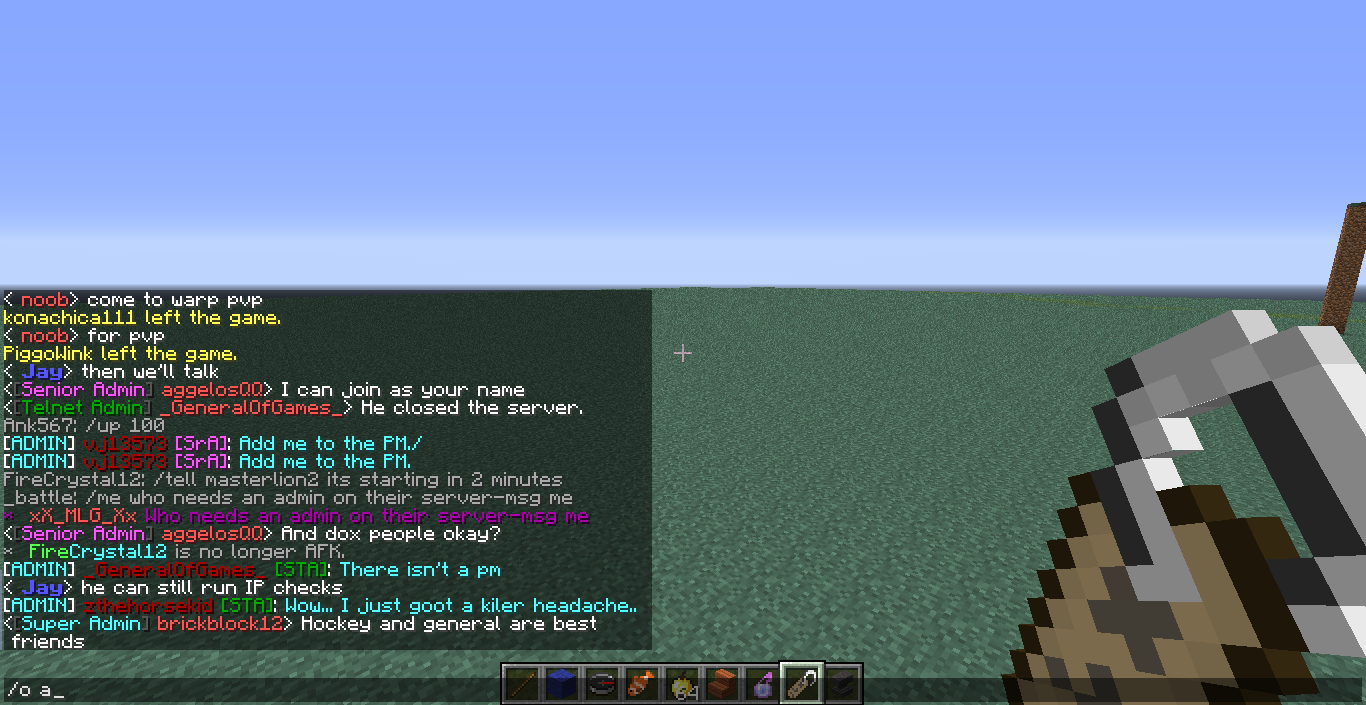 < noob> come to warp pvp
konachica111 left the game.
< noob> for pvp
PiggoWink left the game.
< Jay> then we'll talk
<[Senior Admin] aggelosQQ> I can join as your name
<[Telnet Admin] _GeneralOfGames_> He closed the server.
Ank567: /up 100
[ADMIN] vj13573 [SrA]: Add me to the PM./
[ADMIN] vj13573 [SrA]: Add me to the PM.
FireCrystal12: /tell masterlion2 its starting in 2 minutes
_battle: /me who needs an admin on their server-msg me
* xX_MLG_Xx Who needs an admin on their server-msg me
<[Senior Admin] aggelosQQ> And dox people okay?
* FireCrystal12 is no longer AFK.
[ADMIN] _GeneralOfGames_ [STA]: There isn't a pm
< Jay> he can still run IP checks
[ADMIN] zthehorsekid [STA]: Wow... I just goot a kiler headache..
<[Super Admin] brickblock12> Hockey and general are best
friends
/o a_
64